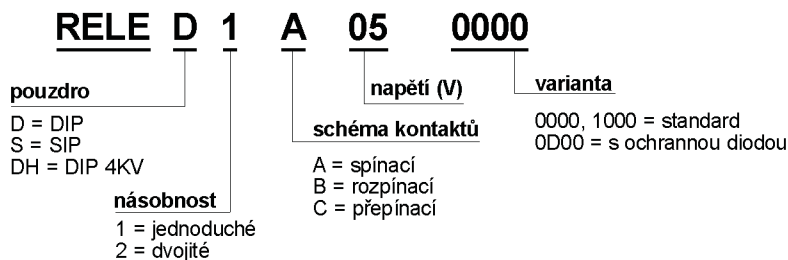 RELE D 1 A 05 0000
pouzdro
D = DIP
S = SIP
DH = DIP 4KV
násobnost
1 = jednoduché
2 = dvojité
schéma kontaktů
A = spínací
B = rozpínací
C = přepínací
napětí (V)
varianta
0000, 1000 = standard
0D00 = s ochrannou diodou